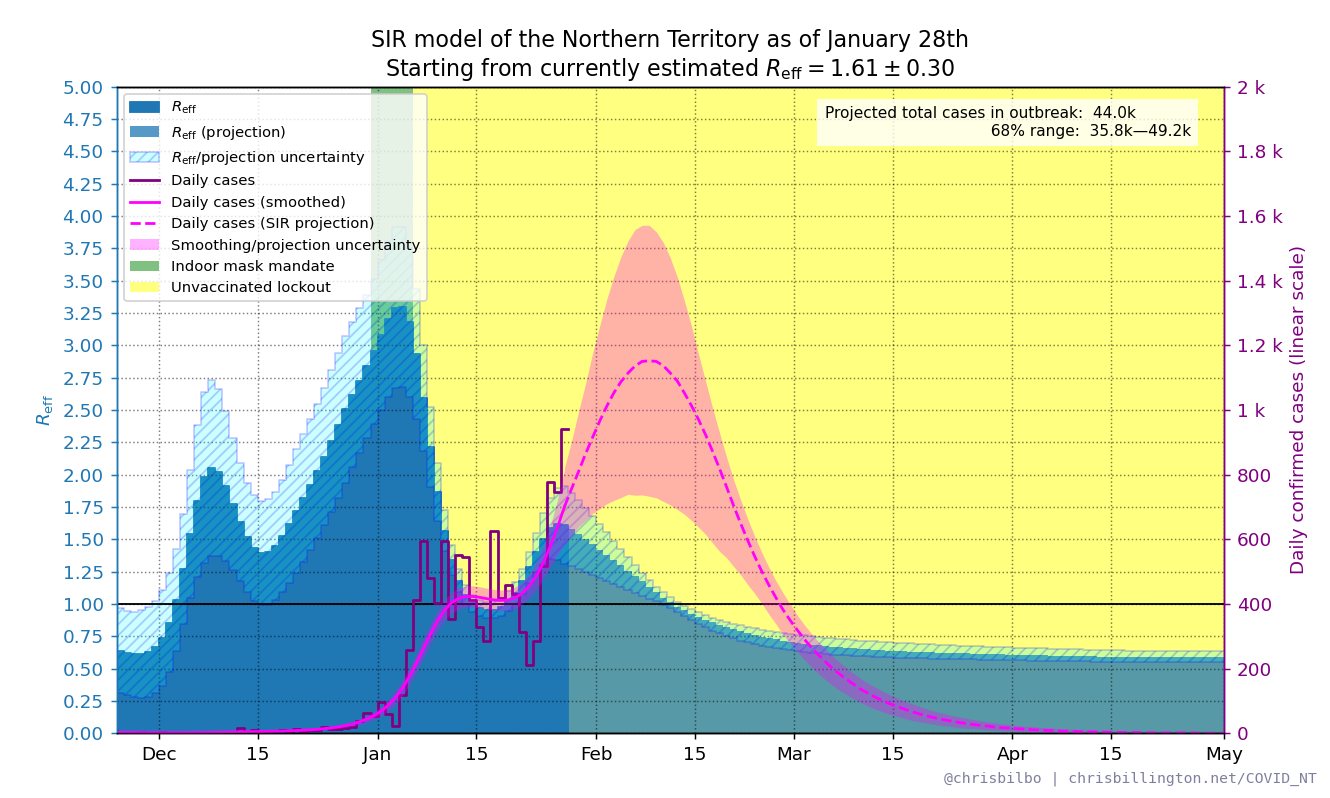 SIR model of the Northern Territory as of January 28th
Starting from currently estimated R_eff = 1.61 ± 0.30
R_eff
R_eff (projection)
R_eff/projection uncertainty
Daily cases
Daily cases (smoothed)
Daily cases (SIR projection)
Smoothing/projection uncertainty
Indoor mask mandate
Unvaccinated lockout
Projected total cases in outbreak: 44.0k
68% range: 35.8k—49.2k
R_eff
5.00
4.75
4.50
4.25
4.00
3.75
3.50
3.25
3.00
2.75
2.50
2.25
2.00
1.75
1.50
1.25
1.00
0.75
0.50
0.25
0.00
2 k
1.8 k
1.6 k
1.4 k
1.2 k
1 k
800
600
400
200
0
Daily confirmed cases (linear scale)
Dec 15 Jan 15 Feb 15 Mar 15 Apr 15 May
@chrisbilbo | chrisbillington.net/COVID_NT